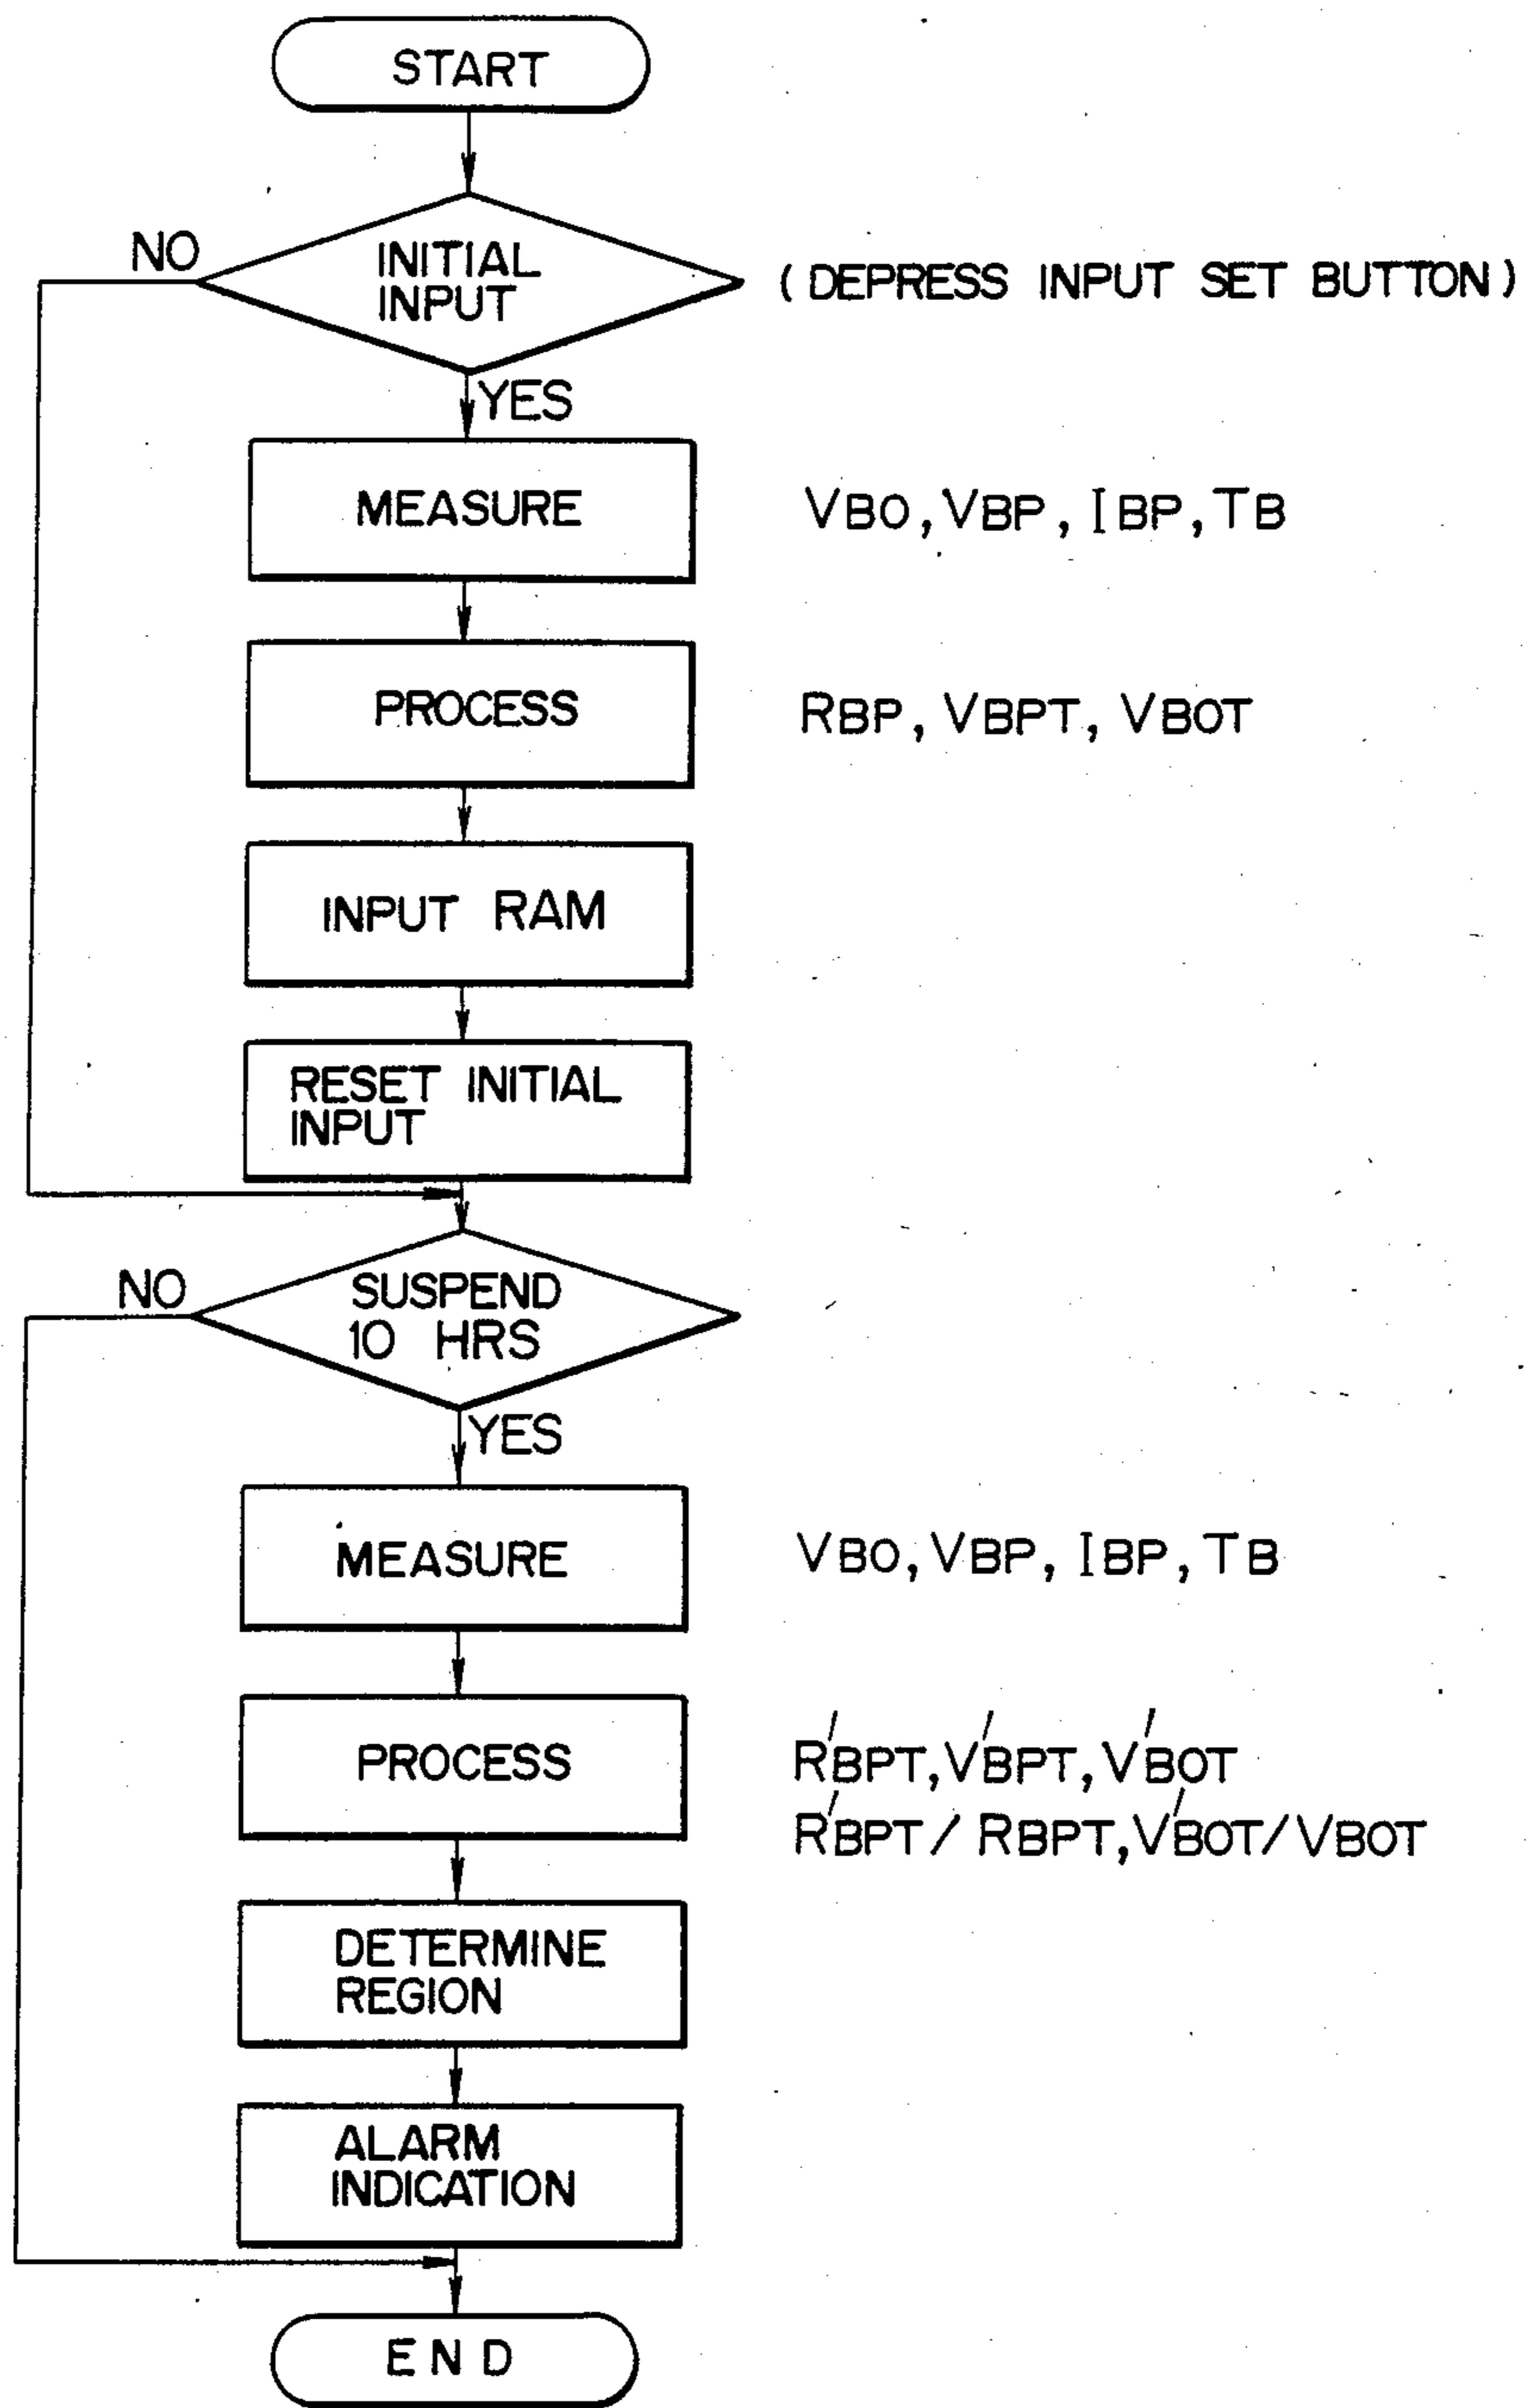 START
NO
INITIAL
INPUT
( DEPRESS INPUT SET BUTTON )
YES
MEASURE
VBO, VBP, IBP, TB
PROCESS
RBP, VBPT, VBOT
INPUT RAM
RESET INITIAL
INPUT
NO
SUSPEND
10 HRS
YES
MEASURE
VBO, VBP, IBP, TB
PROCESS
R'BPT, V'BPT, V'BOT
R'BPT / RBPT, V'BOT / VBOT
DETERMINE
REGION
ALARM
INDICATION
END